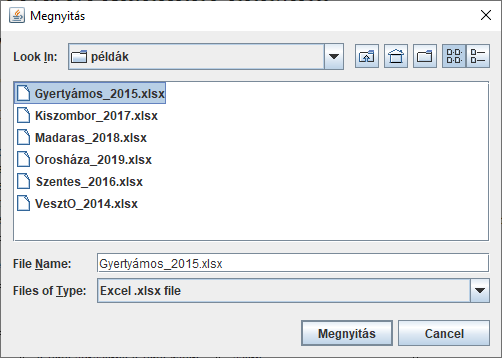 Megnyitás
Look In: példák
Gyertyámos_2015.xlsx
Kiszombor_2017.xlsx
Madaras_2018.xlsx
Orosháza_2019.xlsx
Szentes_2016.xlsx
VesztO_2014.xlsx
File Name: Gyertyámos_2015.xlsx
Files of Type: Excel .xlsx file
Megnyitás Cancel